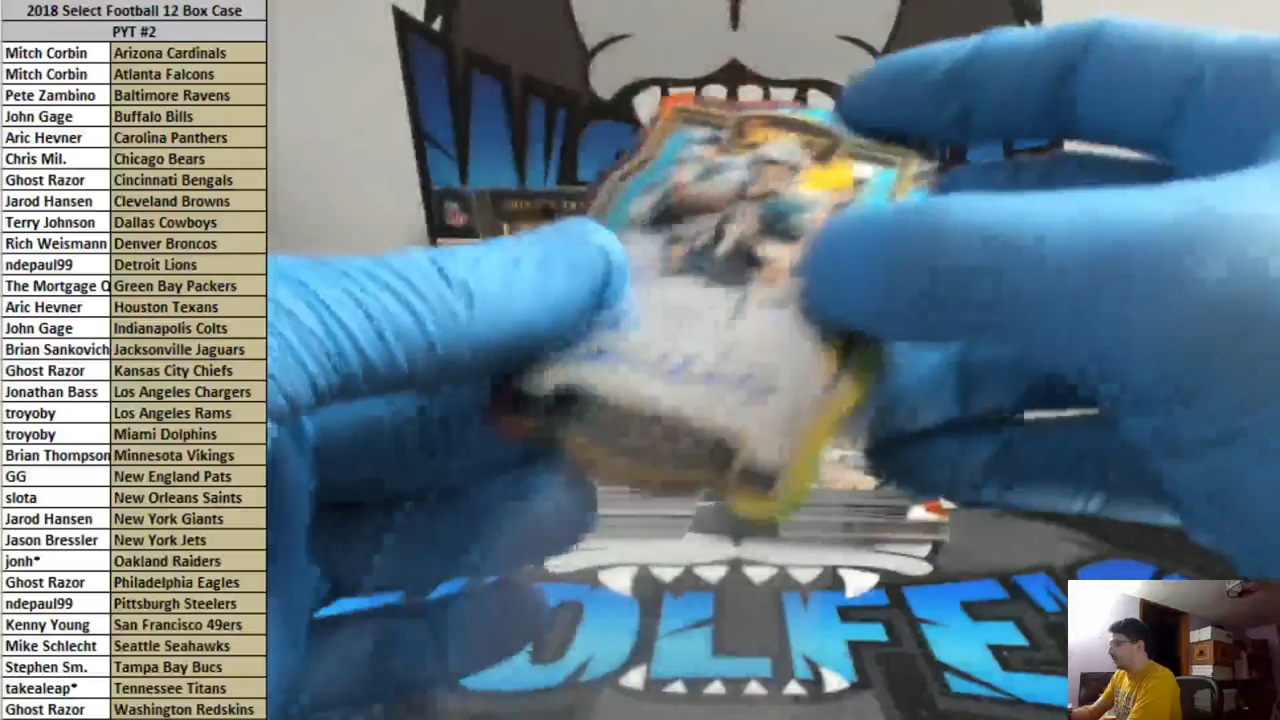 2018 Select Football 12 Box Case
PYT #2
Mitch Corbin Arizona Cardinals
Mitch Corbin Atlanta Falcons
Pete Zambino Baltimore Ravens
John Gage Buffalo Bills
Aric Hevner Carolina Panthers
Chris Mil. Chicago Bears
Ghost Razor Cincinnati Bengals
Jarod Hansen Cleveland Browns
Terry Johnson Dallas Cowboys
Rich Weismann Denver Broncos
ndepaul99 Detroit Lions
The Mortgage Q Green Bay Packers
Aric Hevner Houston Texans
John Gage Indianapolis Colts
Brian Sankovich Jacksonville Jaguars
Ghost Razor Kansas City Chiefs
Jonathan Bass Los Angeles Chargers
troyoby Los Angeles Rams
troyoby Miami Dolphins
Brian Thompson Minnesota Vikings
GG New England Pats
slota New Orleans Saints
Jarod Hansen New York Giants
Jason Bressler New York Jets
jonh* Oakland Raiders
Ghost Razor Philadelphia Eagles
ndepaul99 Pittsburgh Steelers
Kenny Young San Francisco 49ers
Mike Schlecht Seattle Seahawks
Stephen Sm. Tampa Bay Bucs
takealeap* Tennessee Titans
Ghost Razor Washington Redskins